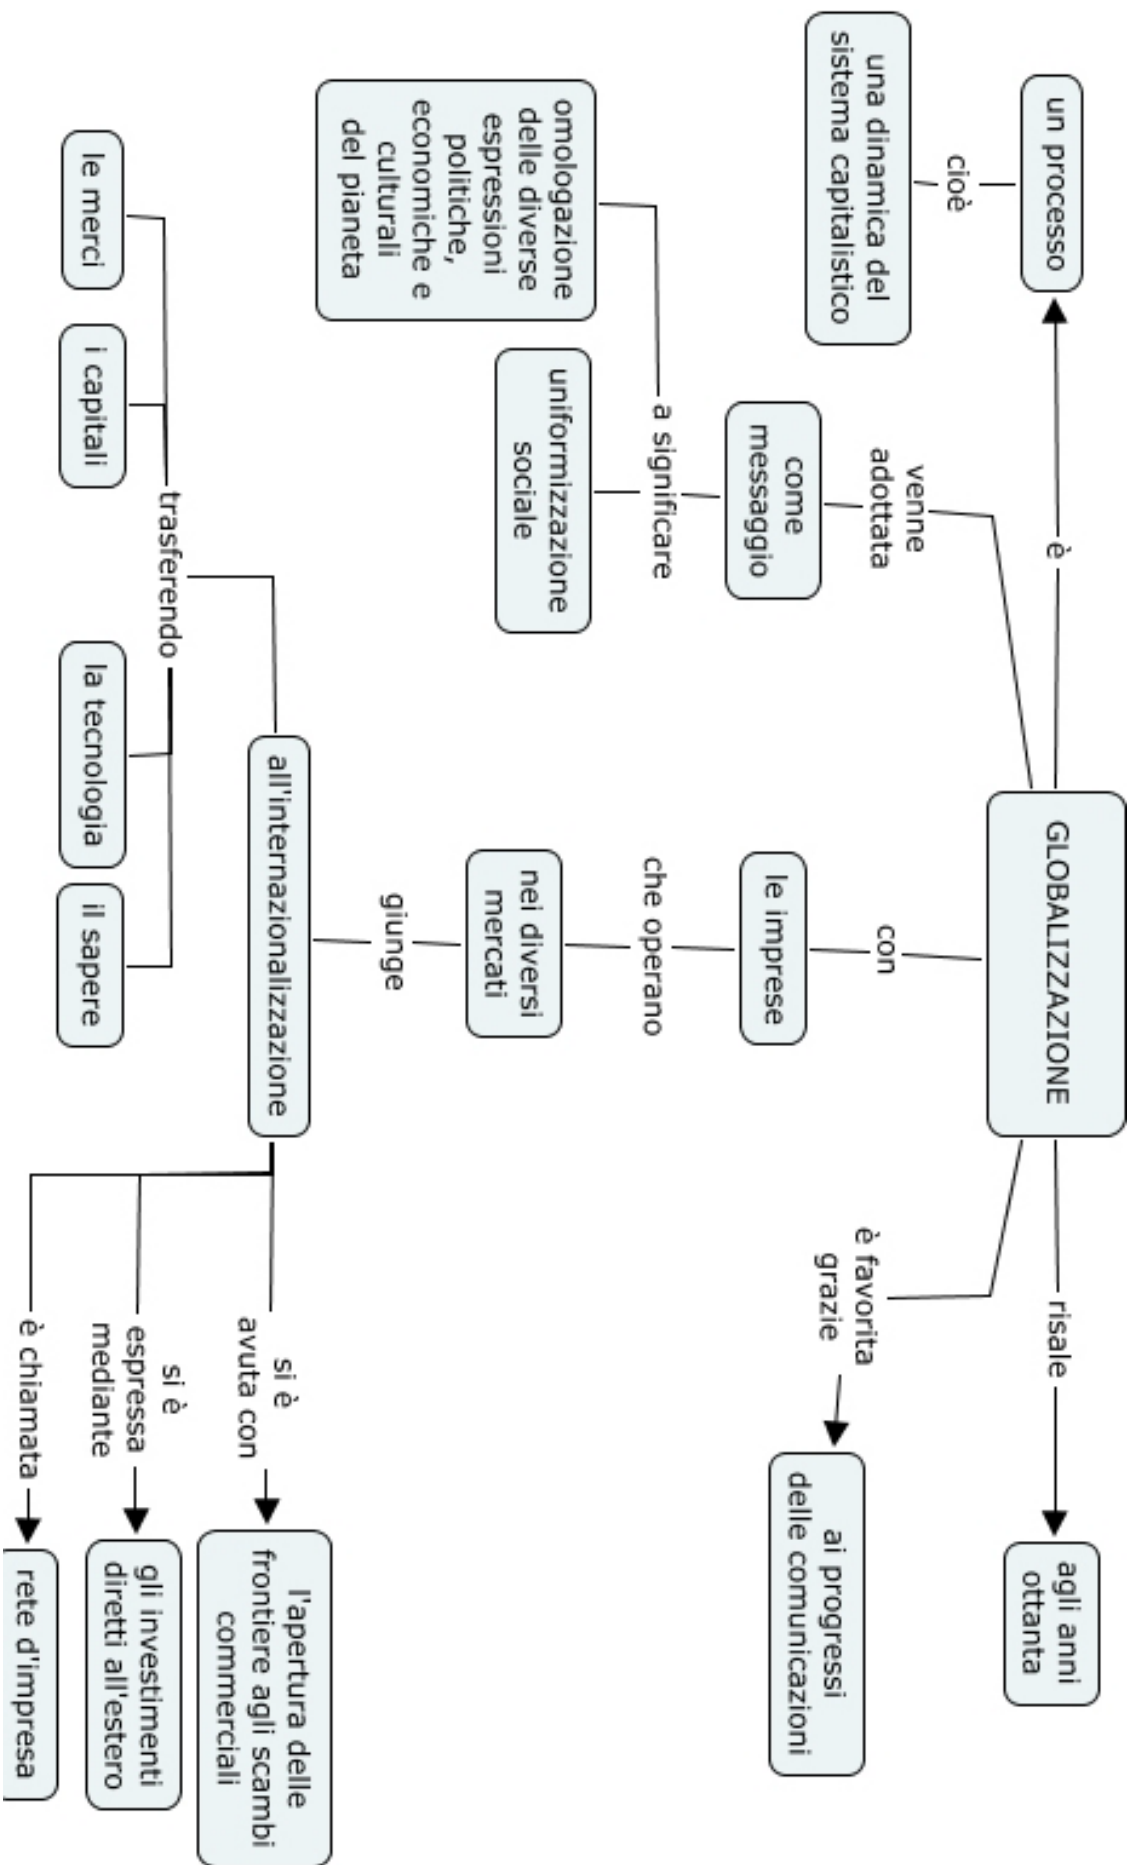 GLOBALIZZAZIONE
è
un processo
cioè
una dinamica del
sistema capitalistico
venne
adottata
come
messaggio
a significare
omologazione
delle diverse
espressioni
politiche,
economiche e
culturali
del pianeta
uniformizzazione
sociale
con
le imprese
che operano
nei diversi
mercati
giunge
all'internazionalizzazione
trasferendo
le merci
i capitali
la tecnologia
il sapere
risale
agli anni
ottanta
è favorita
grazie
ai progressi
delle comunicazioni
si è
avuta con
l'apertura delle
frontiere agli scambi
commerciali
si è
espressa
mediante
gli investimenti
diretti all'estero
è chiamata
rete d'impresa